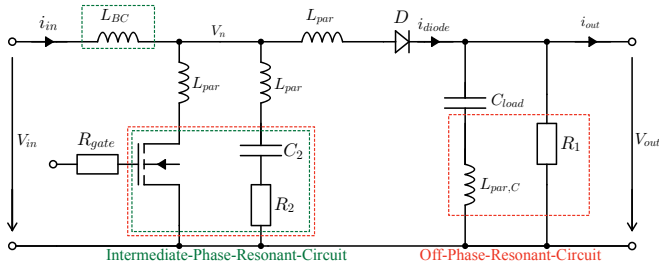 i_in
L_BC
V_n
L_par
D
i_diode
i_out
L_par
L_par
C_load
V_in
R_gate
C_2
R_1
V_out
R_2
L_par,C
Intermediate-Phase-Resonant-Circuit
Off-Phase-Resonant-Circuit